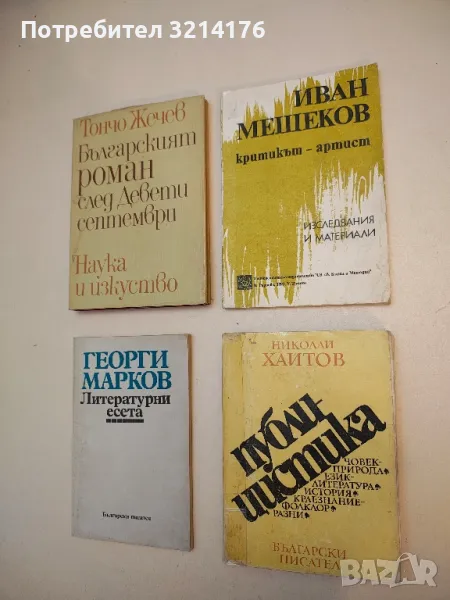 Потребител 3214176
Тончо Жечев
Българският
роман
след Девети
септември
Наука
и изкуство
ИВАН
МЕШЕКОВ
критикът – артист
ИЗСЛЕДВАНИЯ
И МАТЕРИАЛИ
ГЕОРГИ
МАРКОВ
Литературни
есета
Български писател
НИКОЛАЙ
ХАЙТОВ
публи-
цистика
ЧОВЕК-
ПРИРОДА
ЕЗИК-
ЛИТЕРАТУРА
ИСТОРИЯ
КРАЕЗНАНИЕ-
ФОЛКЛОР
РАЗНИ
БЪЛГАРСКИ
ПИСАТЕЛ
bazar